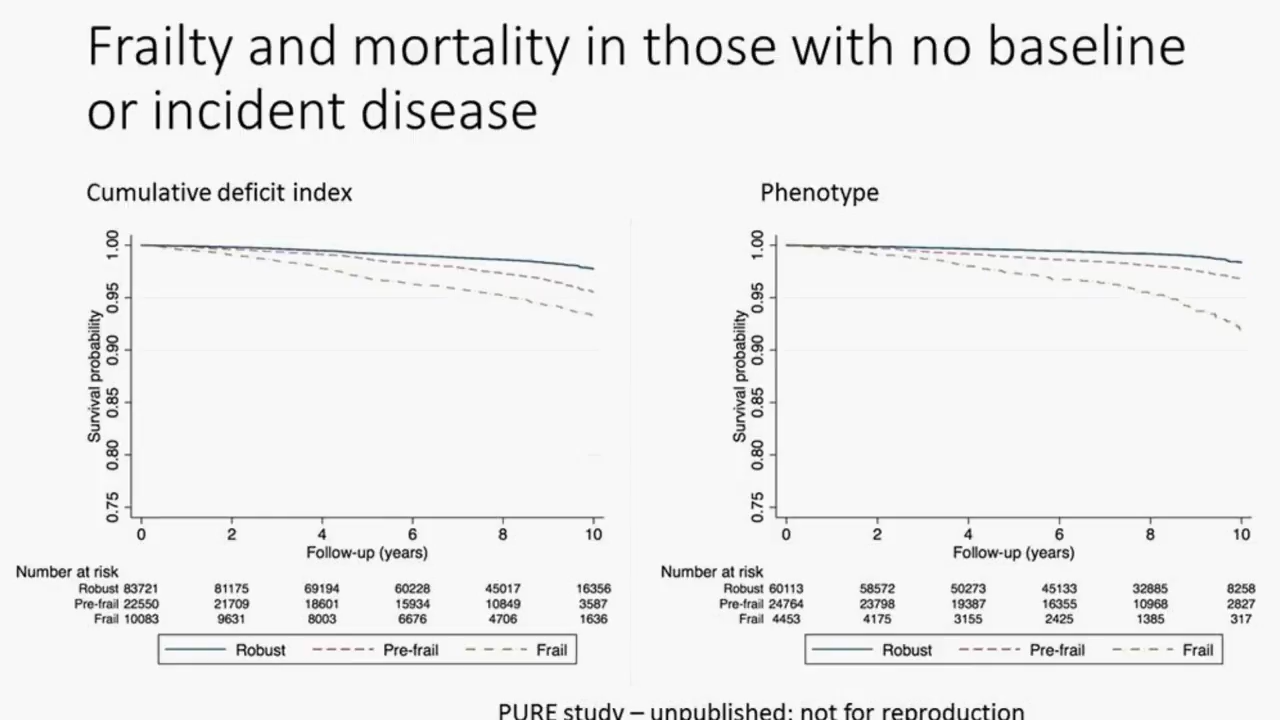 Frailty and mortality in those with no baseline
or incident disease
Cumulative deficit index
Survival probability
1.00
0.95
0.90
0.85
0.80
0.75
0 2 4 6 8 10
Follow-up (years)
Number at risk
Robust 83721 81175 69194 60228 45017 16356
Pre-frail 22550 21709 18601 15934 10849 3587
Frail 10083 9631 8003 6676 4706 1636
Robust Pre-frail Frail
Phenotype
Survival probability
1.00
0.95
0.90
0.85
0.80
0.75
0 2 4 6 8 10
Follow-up (years)
Number at risk
Robust 60113 58572 50273 45133 32885 8258
Pre-frail 24764 23798 19387 16355 10968 2827
Frail 4453 4175 3155 2425 1385 317
Robust Pre-frail Frail
PURE study – unpublished; not for reproduction